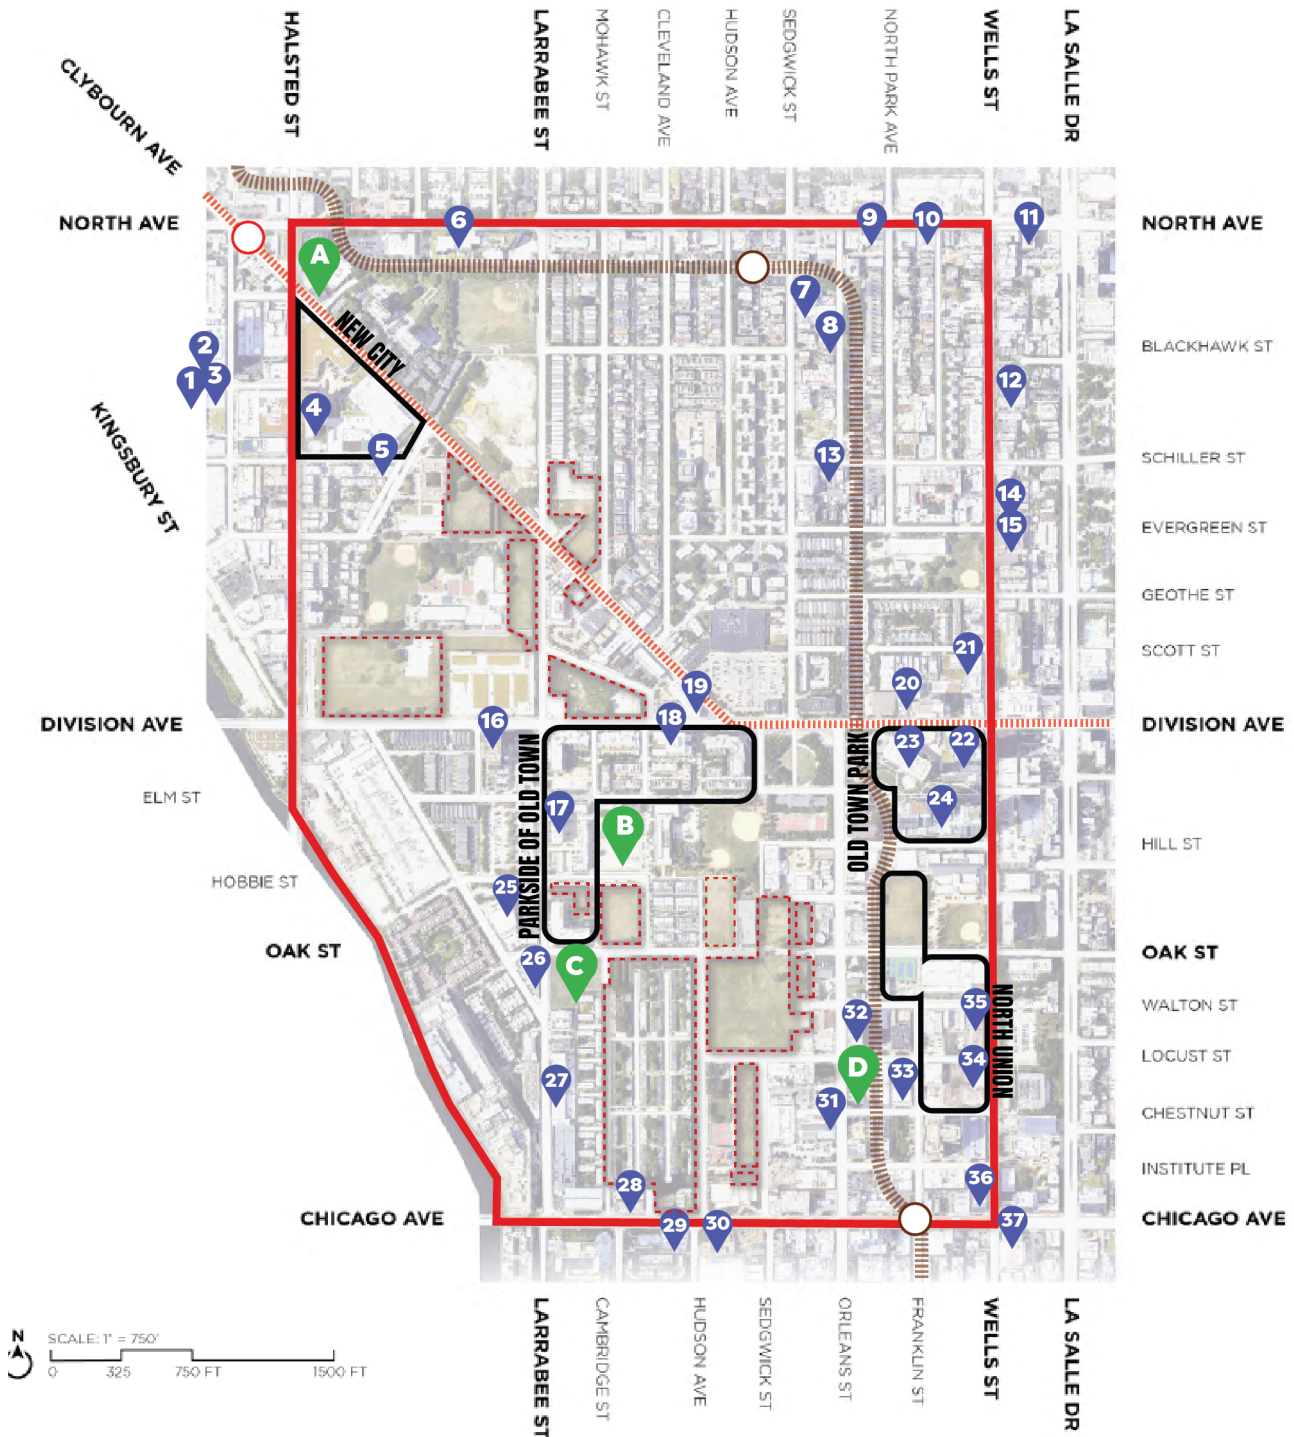 HALSTED ST
LARRABEE ST
MOHAWK ST
CLEVELAND AVE
HUDSON AVE
SEDGWICK ST
NORTH PARK AVE
WELLS ST
LA SALLE DR
CLYBOURN AVE
NORTH AVE
6
9
10
11
NORTH AVE
A
7
8
NEW CITY
BLACKHAWK ST
2
1
3
4
12
KINGSBURY ST
5
13
SCHILLER ST
14
15
EVERGREEN ST
GEOTHE ST
21
SCOTT ST
19
20
DIVISION AVE
16
18
23
22
DIVISION AVE
PARKSIDE OF OLD TOWN
OLD TOWN PARK
ELM ST
17
B
24
HILL ST
HOBBIE ST
25
OAK ST
26
C
OAK ST
32
35
NORTH UNION
WALTON ST
27
D
33
34
LOCUST ST
31
CHESTNUT ST
28
36
INSTITUTE PL
CHICAGO AVE
29
30
37
CHICAGO AVE
LARRABEE ST
CAMBRIDGE ST
HUDSON AVE
SEDGWICK ST
ORLEANS ST
FRANKLIN ST
WELLS ST
LA SALLE DR
N
SCALE: 1" = 750'
0 325 750 FT 1500 FT